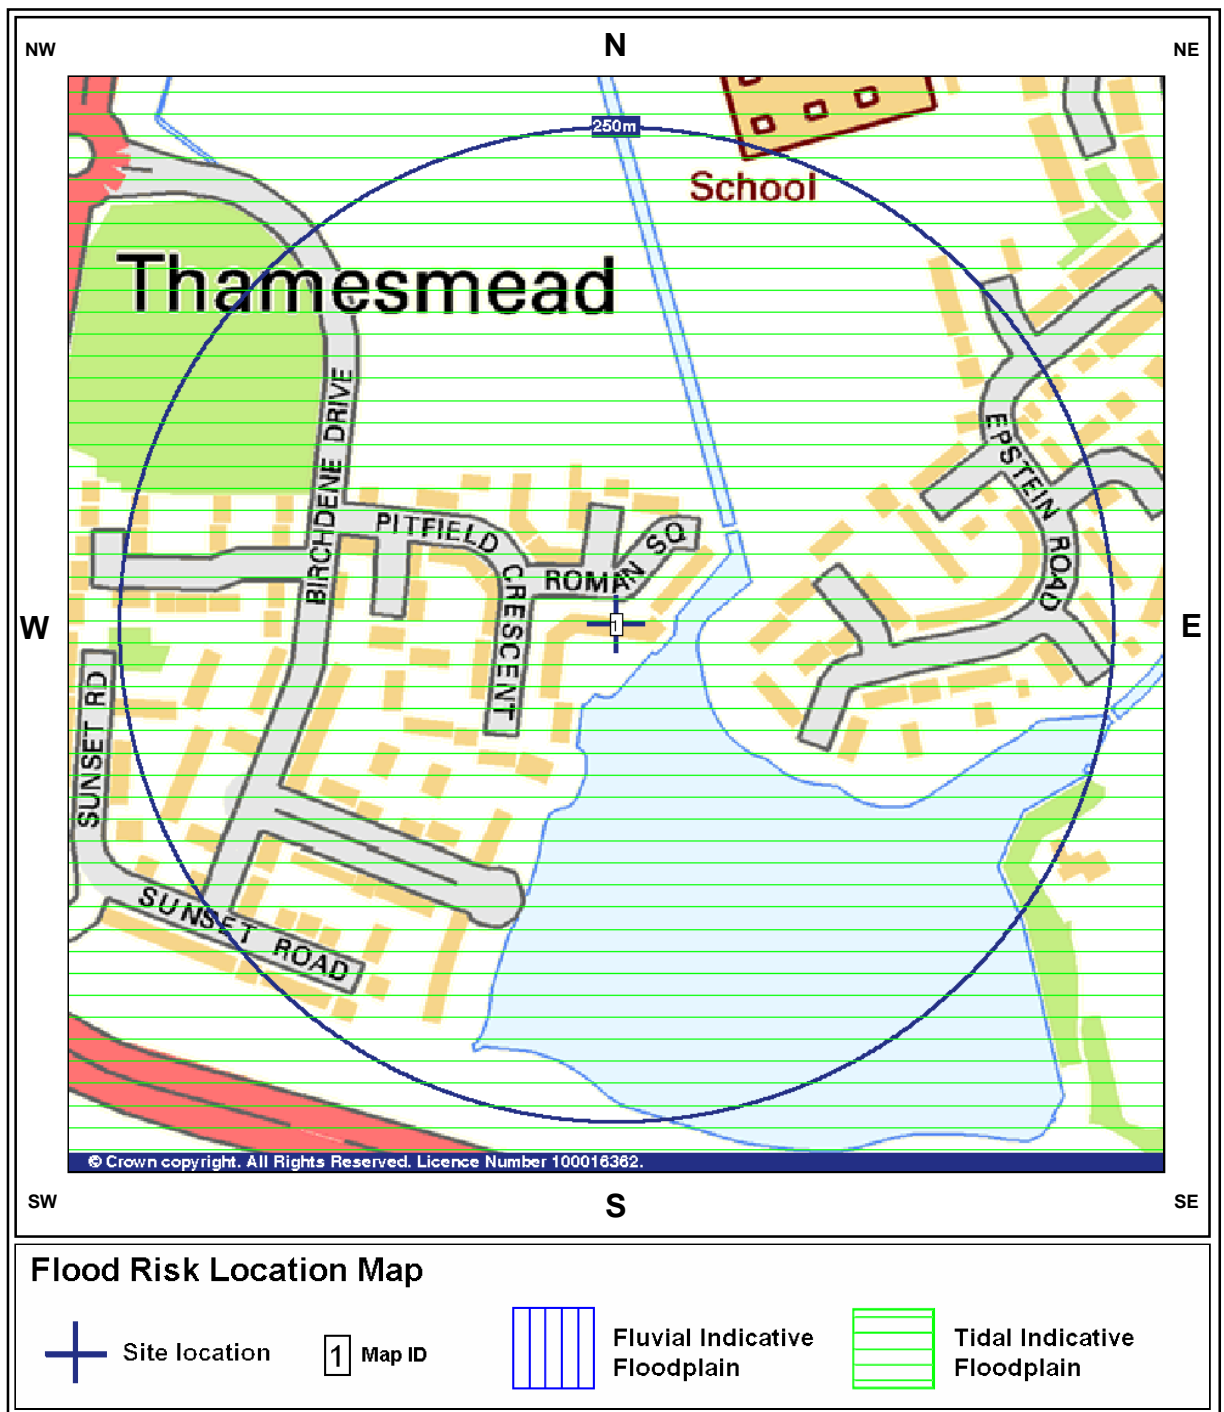 NW
N
NE
250m
School
Thamesmead
BIRCHDENE DRIVE
EPSTEIN ROAD
PITFIELD CRESCENT
ROMAN SQ
W
1
E
SUNSET RD
SUNSET ROAD
© Crown copyright. All Rights Reserved. Licence Number 100016362.
SW
S
SE
Flood Risk Location Map
Site location
1
Map ID
Fluvial Indicative
Floodplain
Tidal Indicative
Floodplain